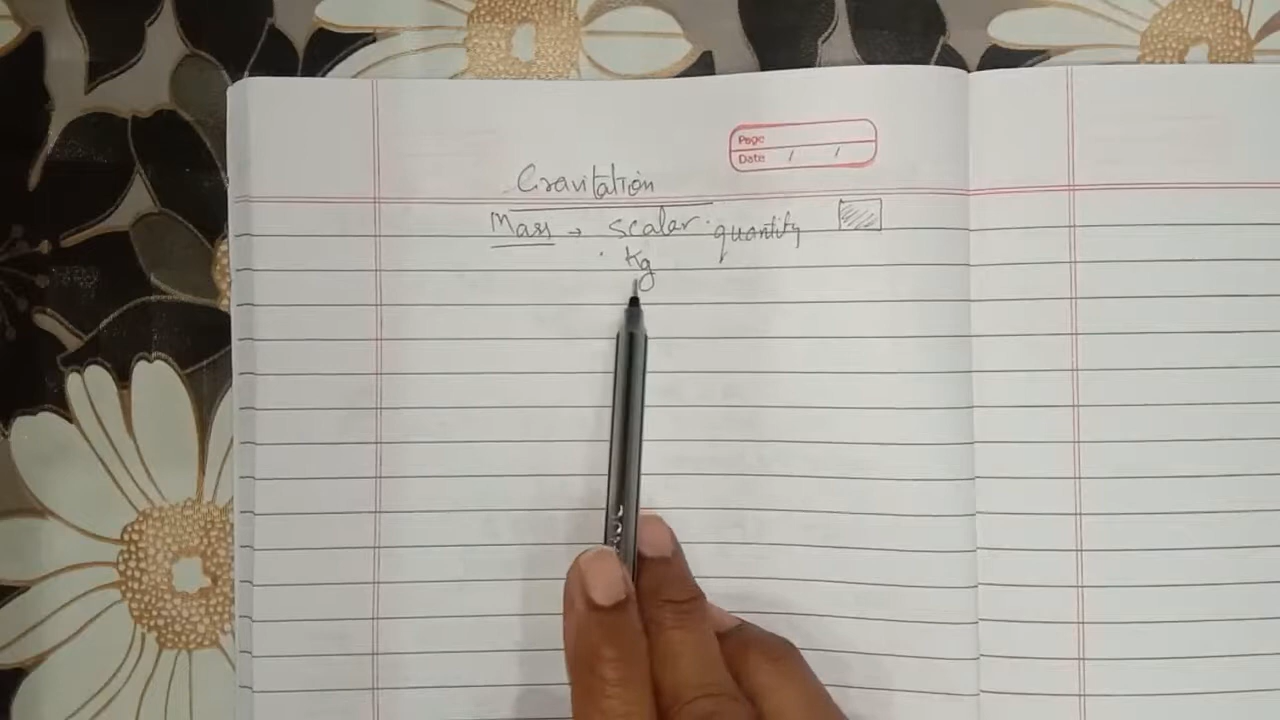 Page
Date / /
Gravitation
Mass → scalar quantity
Kg